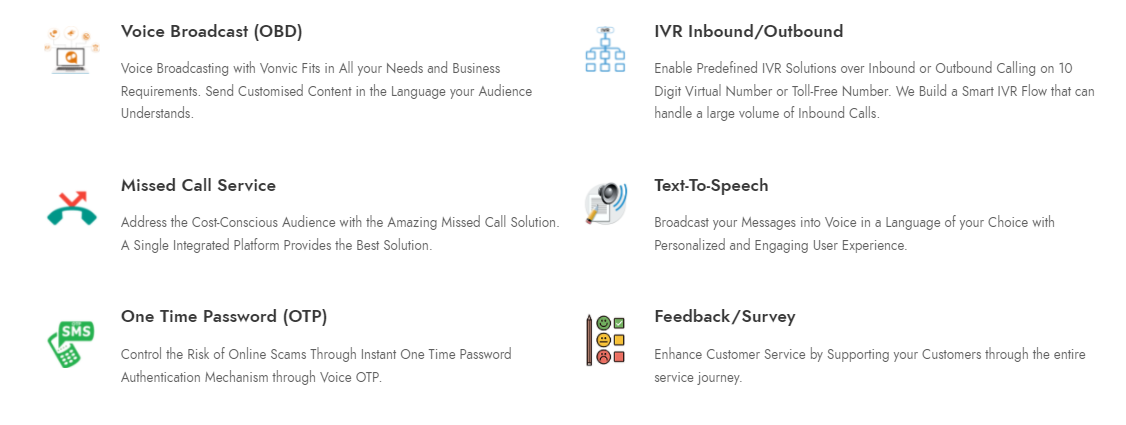 Voice Broadcast (OBD)
Voice Broadcasting with Vonvic Fits in All your Needs and Business
Requirements. Send Customised Content in the Language your Audience
Understands.
IVR
IVR Inbound/Outbound
Enable Predefined IVR Solutions over Inbound or Outbound Calling on 10
Digit Virtual Number or Toll-Free Number. We Build a Smart IVR Flow that can
handle a large volume of Inbound Calls.
Missed Call Service
Address the Cost-Conscious Audience with the Amazing Missed Call Solution.
A Single Integrated Platform Provides the Best Solution.
Text-To-Speech
Broadcast your Messages into Voice in a Language of your Choice with
Personalized and Engaging User Experience.
SMS
One Time Password (OTP)
Control the Risk of Online Scams Through Instant One Time Password
Authentication Mechanism through Voice OTP.
Feedback/Survey
Enhance Customer Service by Supporting your Customers through the entire
service journey.